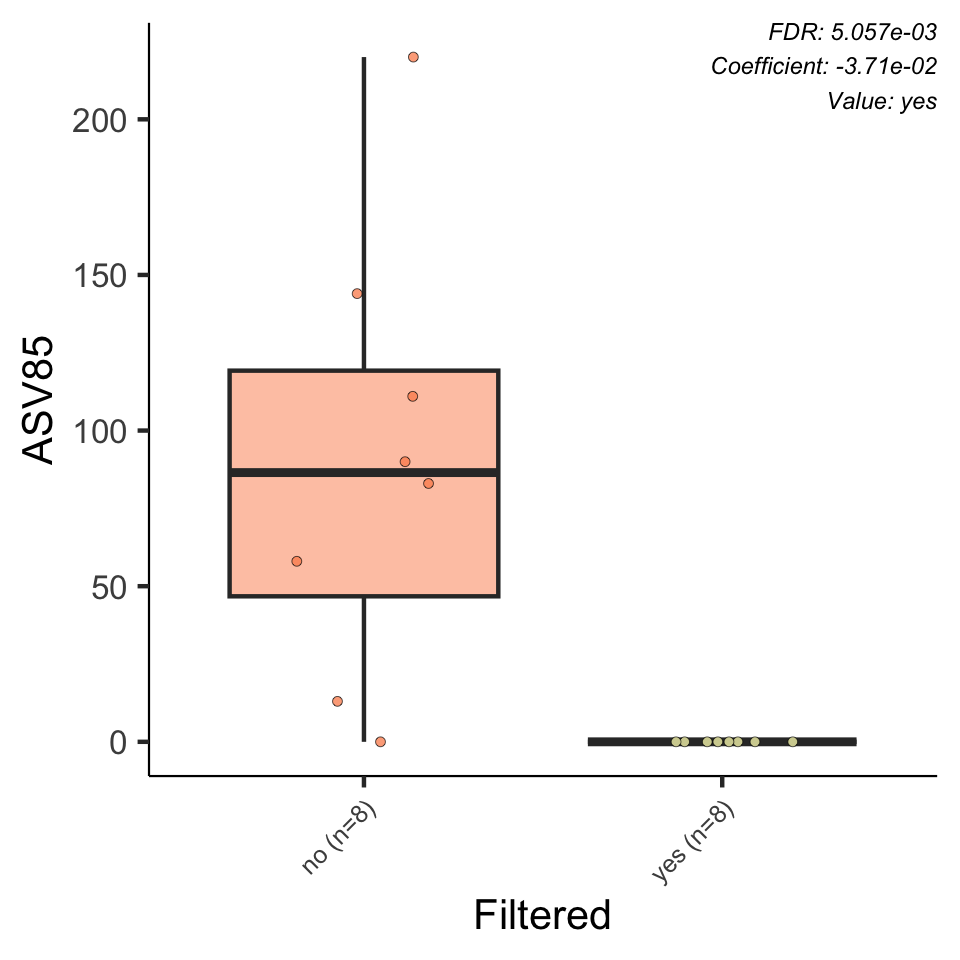 FDR: 5.057e-03
Coefficient: -3.71e-02
Value: yes
200
150
100
50
0
ASV85
no (n=8)
yes (n=8)
Filtered